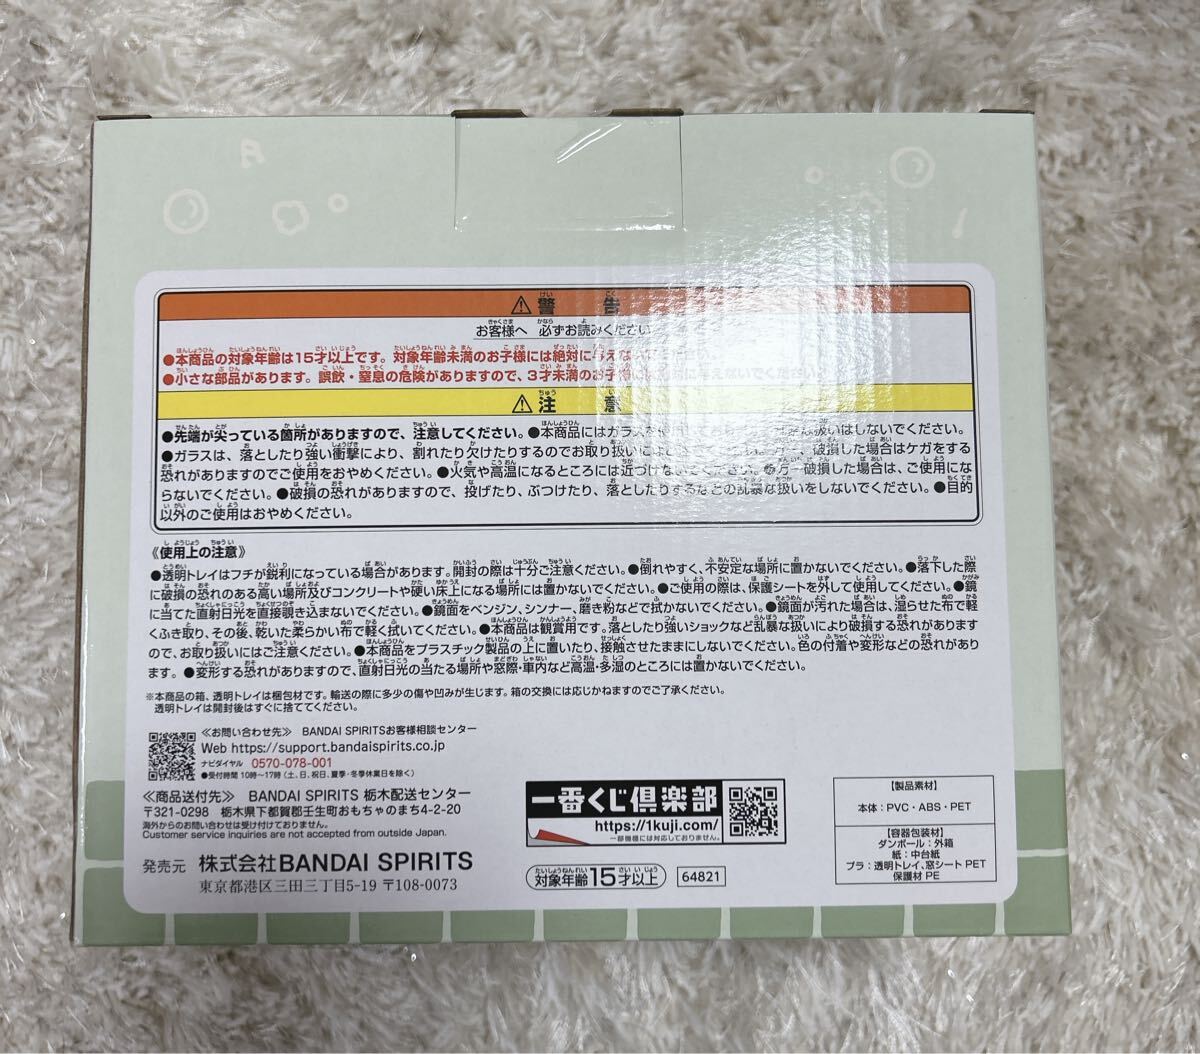 ⚠警告
お客様へ 必ずお読みください
●本商品の対象年齢は15才以上です。対象年齢未満のお子様には絶対に与えな
●小さな部品があります。誤飲・窒息の危険がありますので、3才未満のお子様に
⚠注意
●先端が尖っている箇所がありますので、注意してください。●本商品にはガラスを使用して 扱いはしないでください。
●ガラスは、落としたり強い衝撃により、割れたり欠けたりするのでお取り扱いに 破損した場合はケガをする
恐れがありますのでご使用をおやめください。●火気や高温になるところには近づけないでください。●万一破損した場合は、ご使用にな
らないでください。●破損の恐れがありますので、投げたり、ぶつけたり、落としたりするなどの乱暴な扱いをしないでください。●目的
以外のご使用はおやめください。
《使用上の注意》
●透明トレイはフチが鋭利になっている場合があります。開封の際は十分ご注意ください。●倒れやすく、不安定な場所に置かないでください。●落下した際
に破損の恐れのある高い場所およびコンクリートや硬い床上になる場所には置かないでください。●ご使用の際は、保護シートを外して使用してください。●鏡
に当てた直射日光を直接覗き込まないでください。●鏡面をベンジン、シンナー、磨き粉などで拭かないでください。●鏡面が汚れた場合は、湿らせた布で軽
くふき取り、その後、乾いた柔らかい布で軽く拭いてください。●本商品は観賞用です。落としたり強いショックなど乱暴な扱いにより破損する恐れがあります
ので、お取り扱いにはご注意ください。●本商品をプラスチック製品の上に置いたり、接触させたままにしないでください。色の付着や変形などの恐れがあり
ます。●変形する恐れがありますので、直射日光の当たる場所や窓際・車内など高温・多湿のところには置かないでください。
※本商品の箱、透明トレイは梱包材です。輸送の際に多少の傷や凹みが生じます。箱の交換には応じかねますのでご了承ください。
透明トレイは開封後はすぐに捨ててください。
≪お問い合わせ先≫ BANDAI SPIRITSお客様相談センター
Web https://support.bandaispirits.co.jp
ナビダイヤル 0570-078-001
●受付時間 10時～17時（土、日、祝日、夏季・冬季休業日を除く）
≪商品送付先≫ BANDAI SPIRITS 栃木配送センター
〒321-0298 栃木県下都賀郡壬生町おもちゃのまち4-2-20
海外からのお問い合わせは受け付けておりません。
Customer service inquiries are not accepted from outside Japan.
発売元 株式会社BANDAI SPIRITS
東京都港区三田三丁目5-19 〒108-0073
一番くじ倶楽部
https://1kuji.com/
一部機種には対応しておりません。
対象年齢15才以上
64821
【製品素材】
本体：PVC・ABS・PET
【容器包装材】
ダンボール：外箱
紙：中台紙
プラ：透明トレイ、窓シート PET
保護材 PE